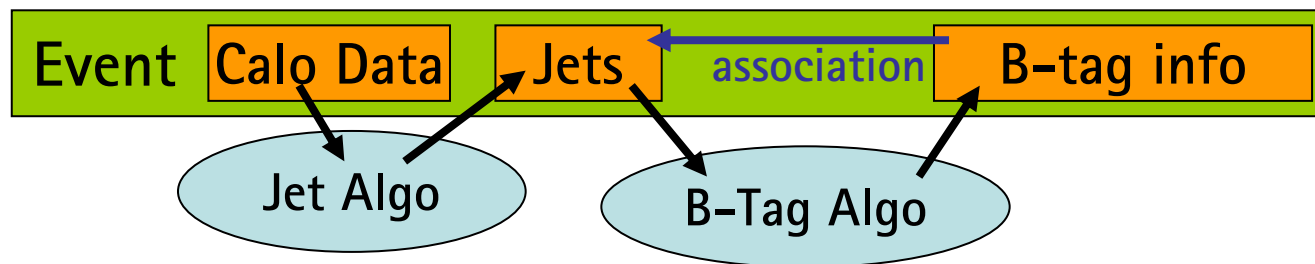 Event
Calo Data
Jets
association
B-tag info
Jet Algo
B-Tag Algo